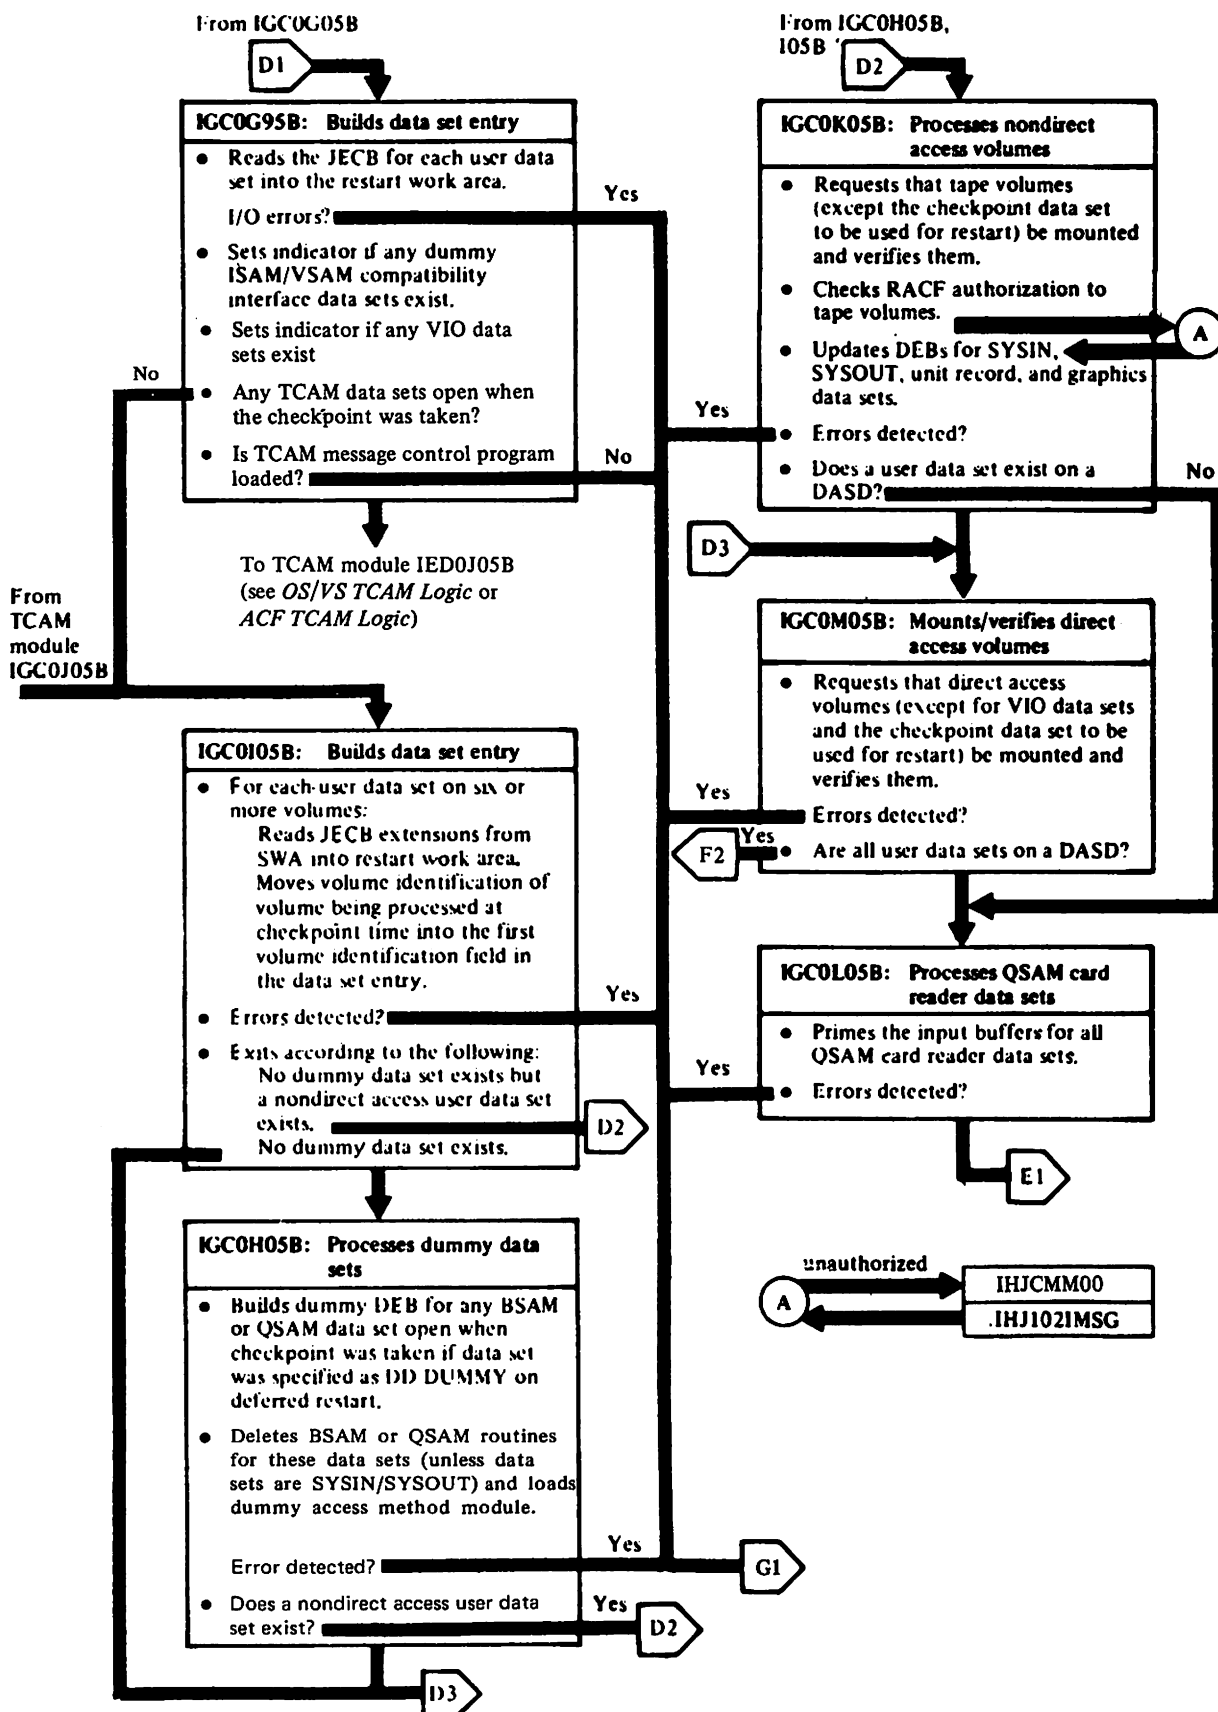 From IGC0G05B
D1
IGC0G95B: Builds data set entry
• Reads the JECB for each user data
set into the restart work area.
I/O errors?
Yes
• Sets indicator if any dummy
ISAM/VSAM compatibility
interface data sets exist.
• Sets indicator if any VIO data
sets exist
No
• Any TCAM data sets open when
the checkpoint was taken?
• Is TCAM message control program
loaded?
No
To TCAM module IED0J05B
(see OS/VS TCAM Logic or
ACF TCAM Logic)
From
TCAM
module
IGC0J05B
IGC0I05B: Builds data set entry
• For each user data set on six or
more volumes:
Reads JECB extensions from
SWA into restart work area.
Moves volume identification of
volume being processed at
checkpoint time into the first
volume identification field in
the data set entry.
Yes
• Errors detected?
• Exits according to the following:
No dummy data set exists but
a nondirect access user data set
exists.
D2
No dummy data set exists.
IGC0H05B: Processes dummy data
sets
• Builds dummy DEB for any BSAM
or QSAM data set open when
checkpoint was taken if data set
was specified as DD DUMMY on
deferred restart.
• Deletes BSAM or QSAM routines
for these data sets (unless data
sets are SYSIN/SYSOUT) and loads
dummy access method module.
Yes
Error detected?
G1
• Does a nondirect access user data
set exist?
Yes
D2
D3
From IGC0H05B,
I05B
D2
IGC0K05B: Processes nondirect
access volumes
• Requests that tape volumes
(except the checkpoint data set
to be used for restart) be mounted
and verifies them.
• Checks RACF authorization to
tape volumes.
A
• Updates DEBs for SYSIN,
SYSOUT, unit record, and graphics
data sets.
Yes
• Errors detected?
• Does a user data set exist on a
DASD?
No
D3
IGC0M05B: Mounts/verifies direct
access volumes
• Requests that direct access
volumes (except for VIO data sets
and the checkpoint data set to be
used for restart) be mounted and
verifies them.
Yes
Errors detected?
F2
Yes
• Are all user data sets on a DASD?
IGC0L05B: Processes QSAM card
reader data sets
• Primes the input buffers for all
QSAM card reader data sets.
Yes
• Errors detected?
E1
unauthorized
A
IHJCMM00
.IHJ102IMSG